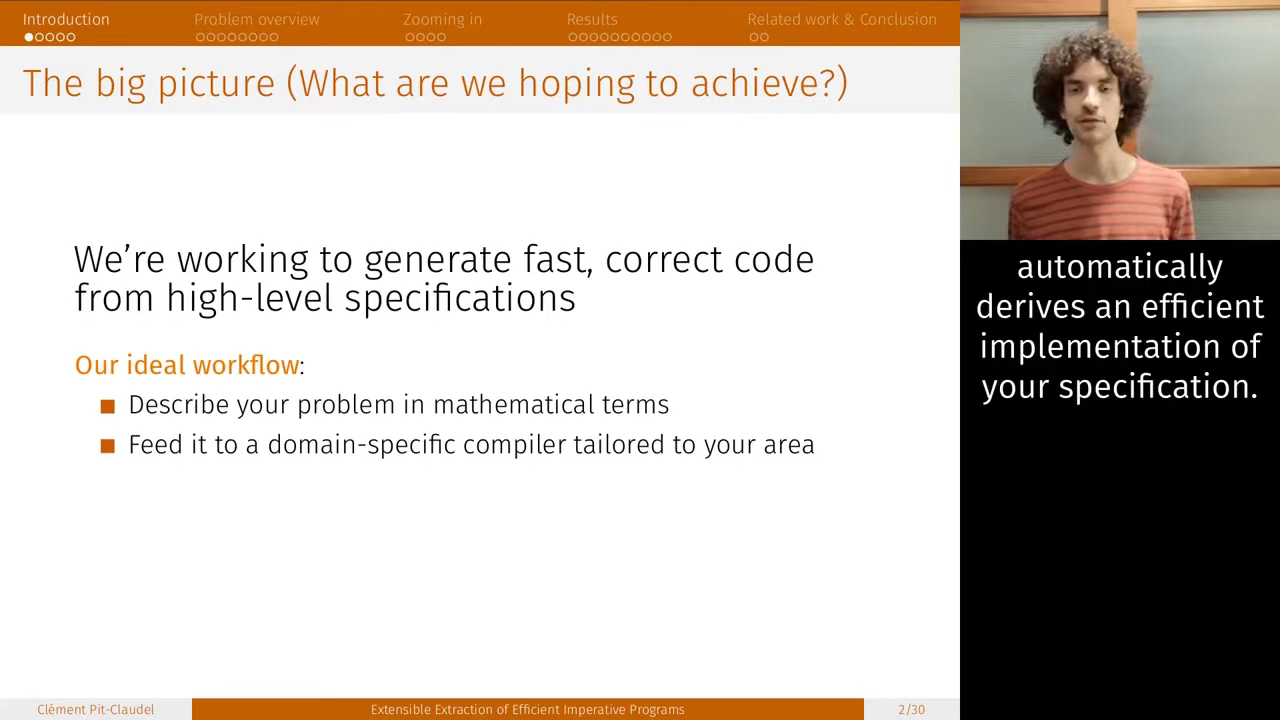 Introduction
Problem overview
Zooming in
Results
Related work & Conclusion
The big picture (What are we hoping to achieve?)
We’re working to generate fast, correct code
from high-level specifications
Our ideal workflow:
Describe your problem in mathematical terms
Feed it to a domain-specific compiler tailored to your area
automatically
derives an efficient
implementation of
your specification.
Clément Pit-Claudel
Extensible Extraction of Efficient Imperative Programs
2/30